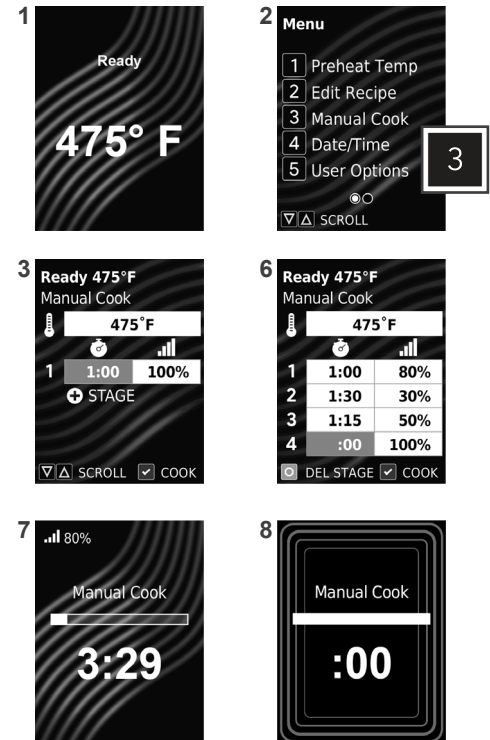 1
Ready
475° F
2
Menu
1 Preheat Temp
2 Edit Recipe
3 Manual Cook
4 Date/Time
5 User Options
SCROLL
3
3
Ready 475°F
Manual Cook
475°F
1 1:00 100%
STAGE
SCROLL COOK
6
Ready 475°F
Manual Cook
475°F
1 1:00 80%
2 1:30 30%
3 1:15 50%
4 :00 100%
DEL STAGE COOK
7
80%
Manual Cook
3:29
8
Manual Cook
:00